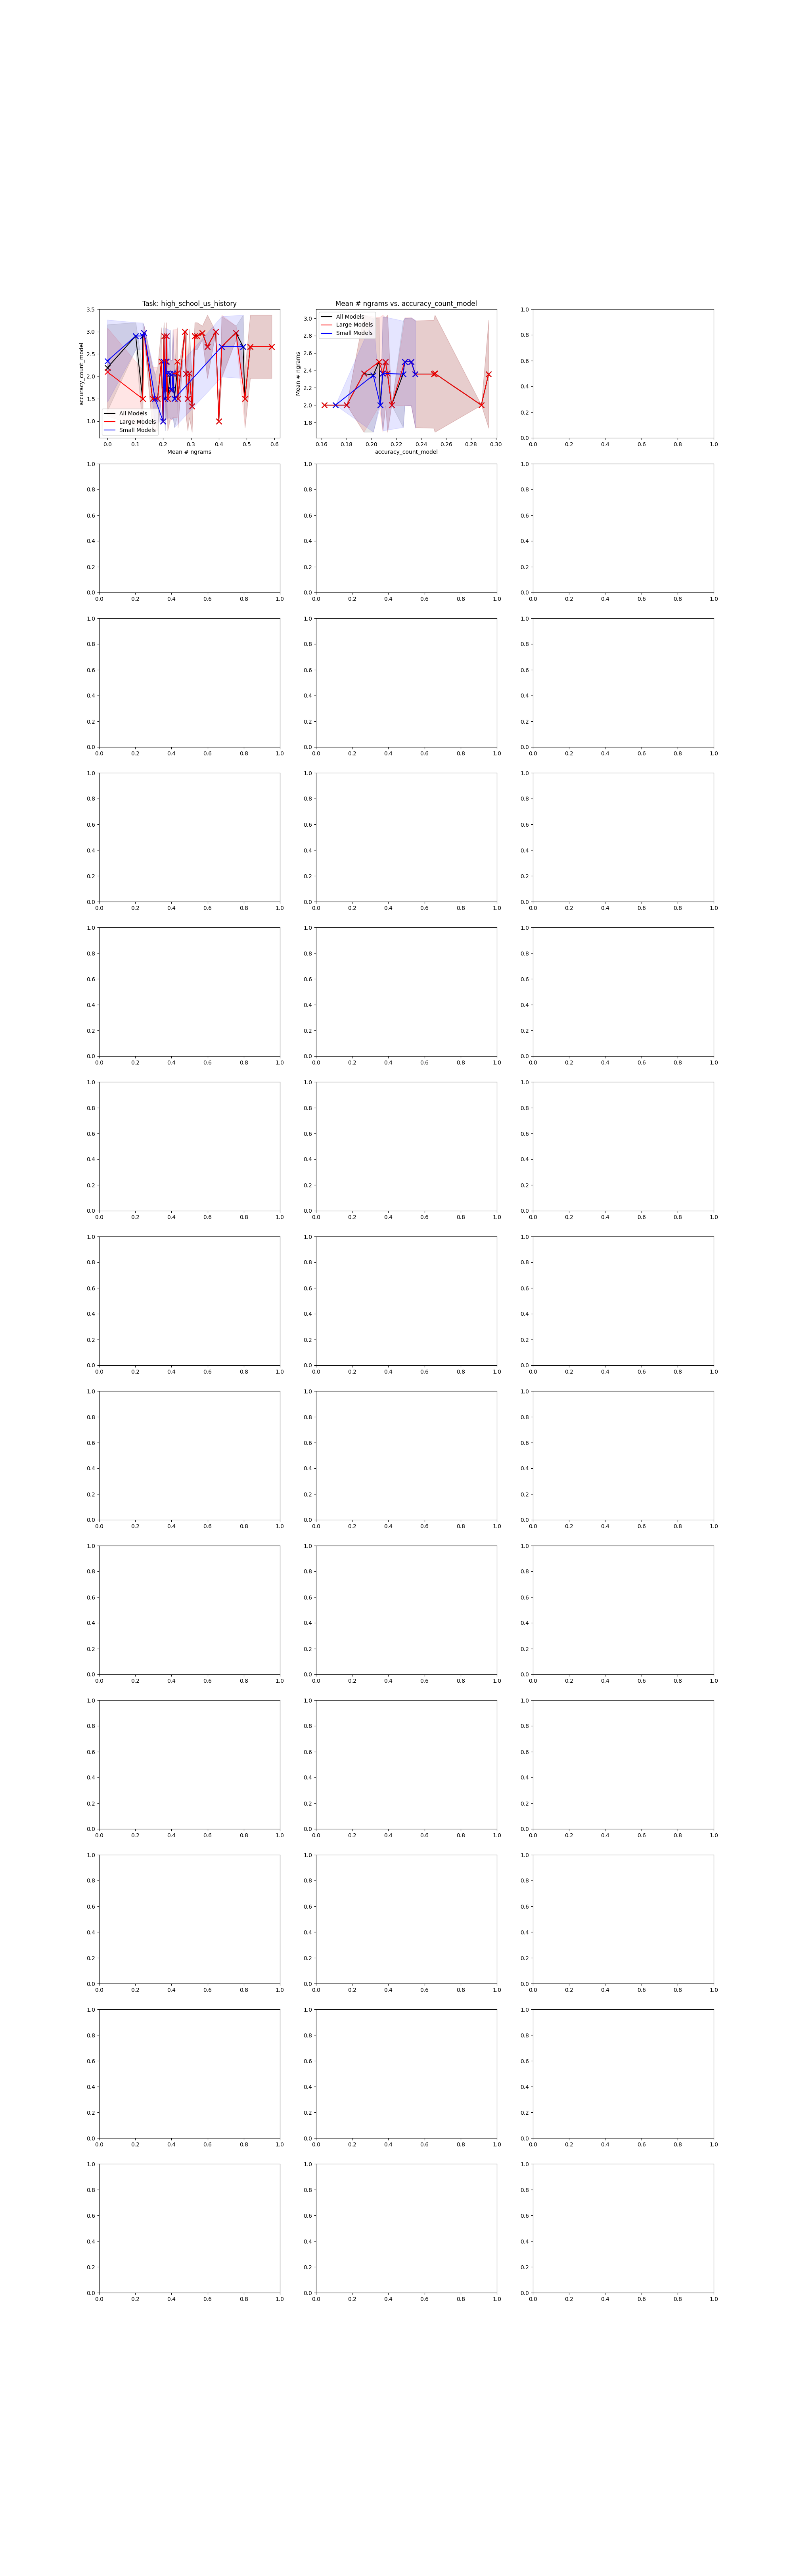 Task: high_school_us_history
accuracy_count_model
3.5
3.0
2.5
2.0
1.5
1.0
All Models
Large Models
Small Models
0.0 0.1 0.2 0.3 0.4 0.5 0.6
Mean # ngrams
Mean # ngrams vs. accuracy_count_model
Mean # ngrams
3.0
2.8
2.6
2.4
2.2
2.0
1.8
All Models
Large Models
Small Models
0.16 0.18 0.20 0.22 0.24 0.26 0.28 0.30
accuracy_count_model
1.0
0.8
0.6
0.4
0.2
0.0
0.0 0.2 0.4 0.6 0.8 1.0
1.0 1.0 1.0
0.8 0.8 0.8
0.6 0.6 0.6
0.4 0.4 0.4
0.2 0.2 0.2
0.0 0.0 0.0
0.0 0.2 0.4 0.6 0.8 1.0 0.0 0.2 0.4 0.6 0.8 1.0 0.0 0.2 0.4 0.6 0.8 1.0
1.0 1.0 1.0
0.8 0.8 0.8
0.6 0.6 0.6
0.4 0.4 0.4
0.2 0.2 0.2
0.0 0.0 0.0
0.0 0.2 0.4 0.6 0.8 1.0 0.0 0.2 0.4 0.6 0.8 1.0 0.0 0.2 0.4 0.6 0.8 1.0
1.0 1.0 1.0
0.8 0.8 0.8
0.6 0.6 0.6
0.4 0.4 0.4
0.2 0.2 0.2
0.0 0.0 0.0
0.0 0.2 0.4 0.6 0.8 1.0 0.0 0.2 0.4 0.6 0.8 1.0 0.0 0.2 0.4 0.6 0.8 1.0
1.0 1.0 1.0
0.8 0.8 0.8
0.6 0.6 0.6
0.4 0.4 0.4
0.2 0.2 0.2
0.0 0.0 0.0
0.0 0.2 0.4 0.6 0.8 1.0 0.0 0.2 0.4 0.6 0.8 1.0 0.0 0.2 0.4 0.6 0.8 1.0
1.0 1.0 1.0
0.8 0.8 0.8
0.6 0.6 0.6
0.4 0.4 0.4
0.2 0.2 0.2
0.0 0.0 0.0
0.0 0.2 0.4 0.6 0.8 1.0 0.0 0.2 0.4 0.6 0.8 1.0 0.0 0.2 0.4 0.6 0.8 1.0
1.0 1.0 1.0
0.8 0.8 0.8
0.6 0.6 0.6
0.4 0.4 0.4
0.2 0.2 0.2
0.0 0.0 0.0
0.0 0.2 0.4 0.6 0.8 1.0 0.0 0.2 0.4 0.6 0.8 1.0 0.0 0.2 0.4 0.6 0.8 1.0
1.0 1.0 1.0
0.8 0.8 0.8
0.6 0.6 0.6
0.4 0.4 0.4
0.2 0.2 0.2
0.0 0.0 0.0
0.0 0.2 0.4 0.6 0.8 1.0 0.0 0.2 0.4 0.6 0.8 1.0 0.0 0.2 0.4 0.6 0.8 1.0
1.0 1.0 1.0
0.8 0.8 0.8
0.6 0.6 0.6
0.4 0.4 0.4
0.2 0.2 0.2
0.0 0.0 0.0
0.0 0.2 0.4 0.6 0.8 1.0 0.0 0.2 0.4 0.6 0.8 1.0 0.0 0.2 0.4 0.6 0.8 1.0
1.0 1.0 1.0
0.8 0.8 0.8
0.6 0.6 0.6
0.4 0.4 0.4
0.2 0.2 0.2
0.0 0.0 0.0
0.0 0.2 0.4 0.6 0.8 1.0 0.0 0.2 0.4 0.6 0.8 1.0 0.0 0.2 0.4 0.6 0.8 1.0
1.0 1.0 1.0
0.8 0.8 0.8
0.6 0.6 0.6
0.4 0.4 0.4
0.2 0.2 0.2
0.0 0.0 0.0
0.0 0.2 0.4 0.6 0.8 1.0 0.0 0.2 0.4 0.6 0.8 1.0 0.0 0.2 0.4 0.6 0.8 1.0
1.0 1.0 1.0
0.8 0.8 0.8
0.6 0.6 0.6
0.4 0.4 0.4
0.2 0.2 0.2
0.0 0.0 0.0
0.0 0.2 0.4 0.6 0.8 1.0 0.0 0.2 0.4 0.6 0.8 1.0 0.0 0.2 0.4 0.6 0.8 1.0
1.0 1.0 1.0
0.8 0.8 0.8
0.6 0.6 0.6
0.4 0.4 0.4
0.2 0.2 0.2
0.0 0.0 0.0
0.0 0.2 0.4 0.6 0.8 1.0 0.0 0.2 0.4 0.6 0.8 1.0 0.0 0.2 0.4 0.6 0.8 1.0